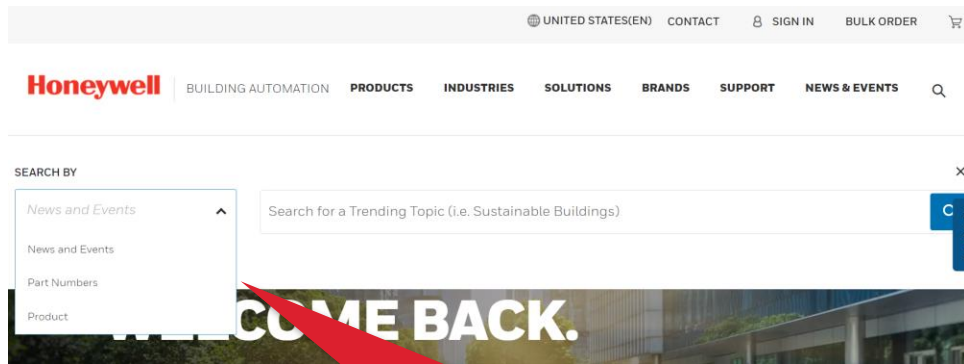 UNITED STATES(EN) CONTACT SIGN IN BULK ORDER
Honeywell BUILDING AUTOMATION PRODUCTS INDUSTRIES SOLUTIONS BRANDS SUPPORT NEWS & EVENTS
SEARCH BY
News and Events Search for a Trending Topic (i.e. Sustainable Buildings)
News and Events
Part Numbers
Product
WELCOME BACK.